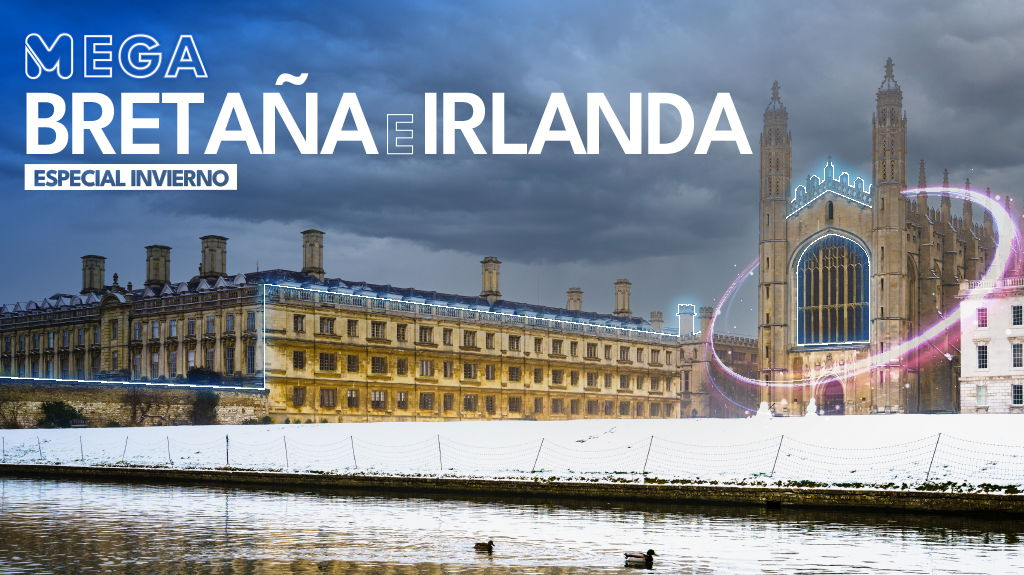 MEGA
BRETAÑA E IRLANDA
ESPECIAL INVIERNO